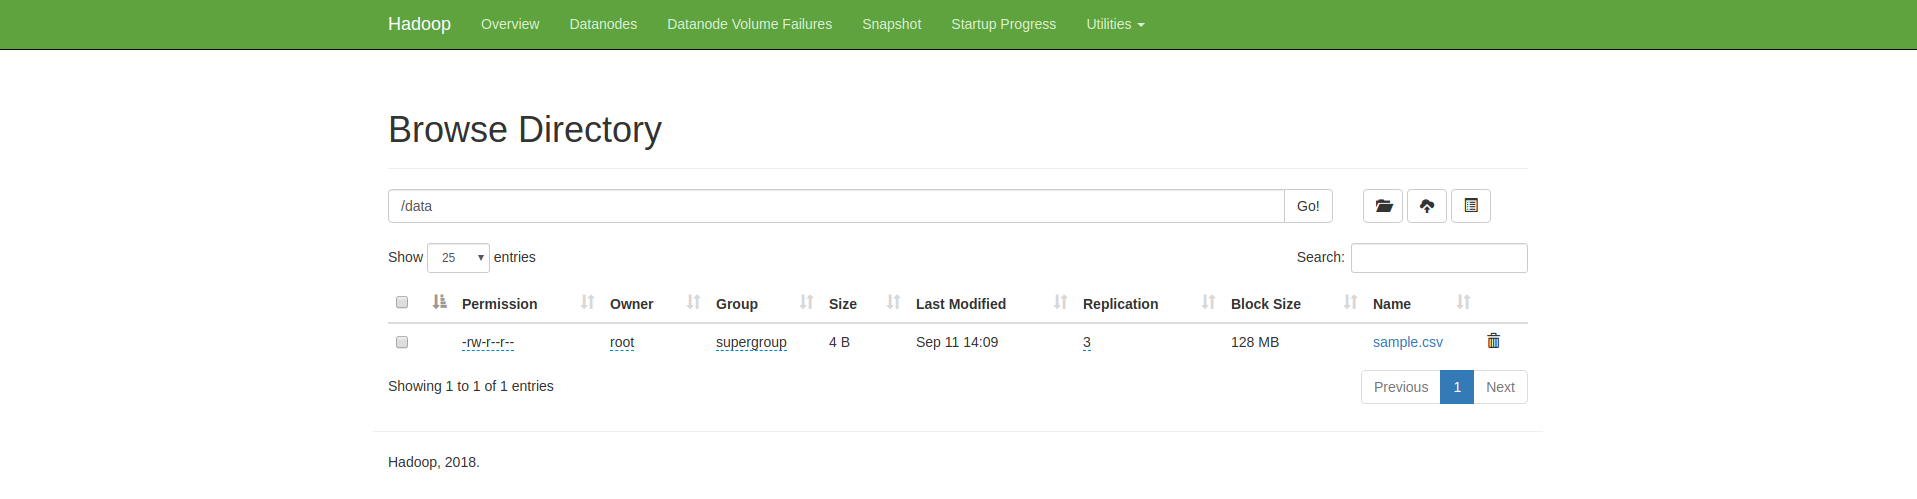 Hadoop Overview Datanodes Datanode Volume Failures Snapshot Startup Progress Utilities
Browse Directory
/data Go!
Show 25 entries Search:
Permission Owner Group Size Last Modified Replication Block Size Name
-rw-r--r-- root supergroup 4 B Sep 11 14:09 3 128 MB sample.csv
Showing 1 to 1 of 1 entries Previous 1 Next
Hadoop, 2018.